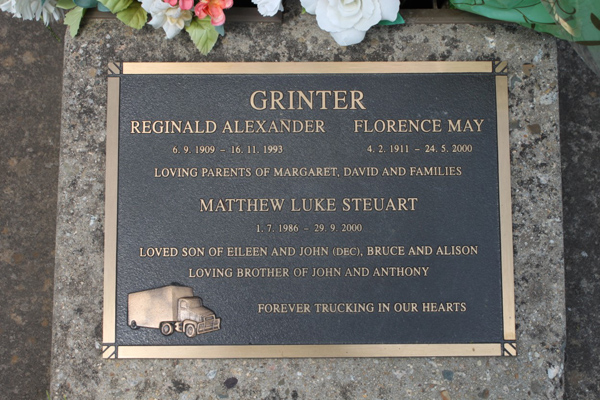 GRINTER
REGINALD ALEXANDER FLORENCE MAY
6. 9. 1909 - 16. 11. 1993 4. 2. 1911 - 24. 5. 2000
LOVING PARENTS OF MARGARET, DAVID AND FAMILIES
MATTHEW LUKE STEUART
1. 7. 1986 - 29. 9. 2000
LOVED SON OF EILEEN AND JOHN (DEC), BRUCE AND ALISON
LOVING BROTHER OF JOHN AND ANTHONY
FOREVER TRUCKING IN OUR HEARTS